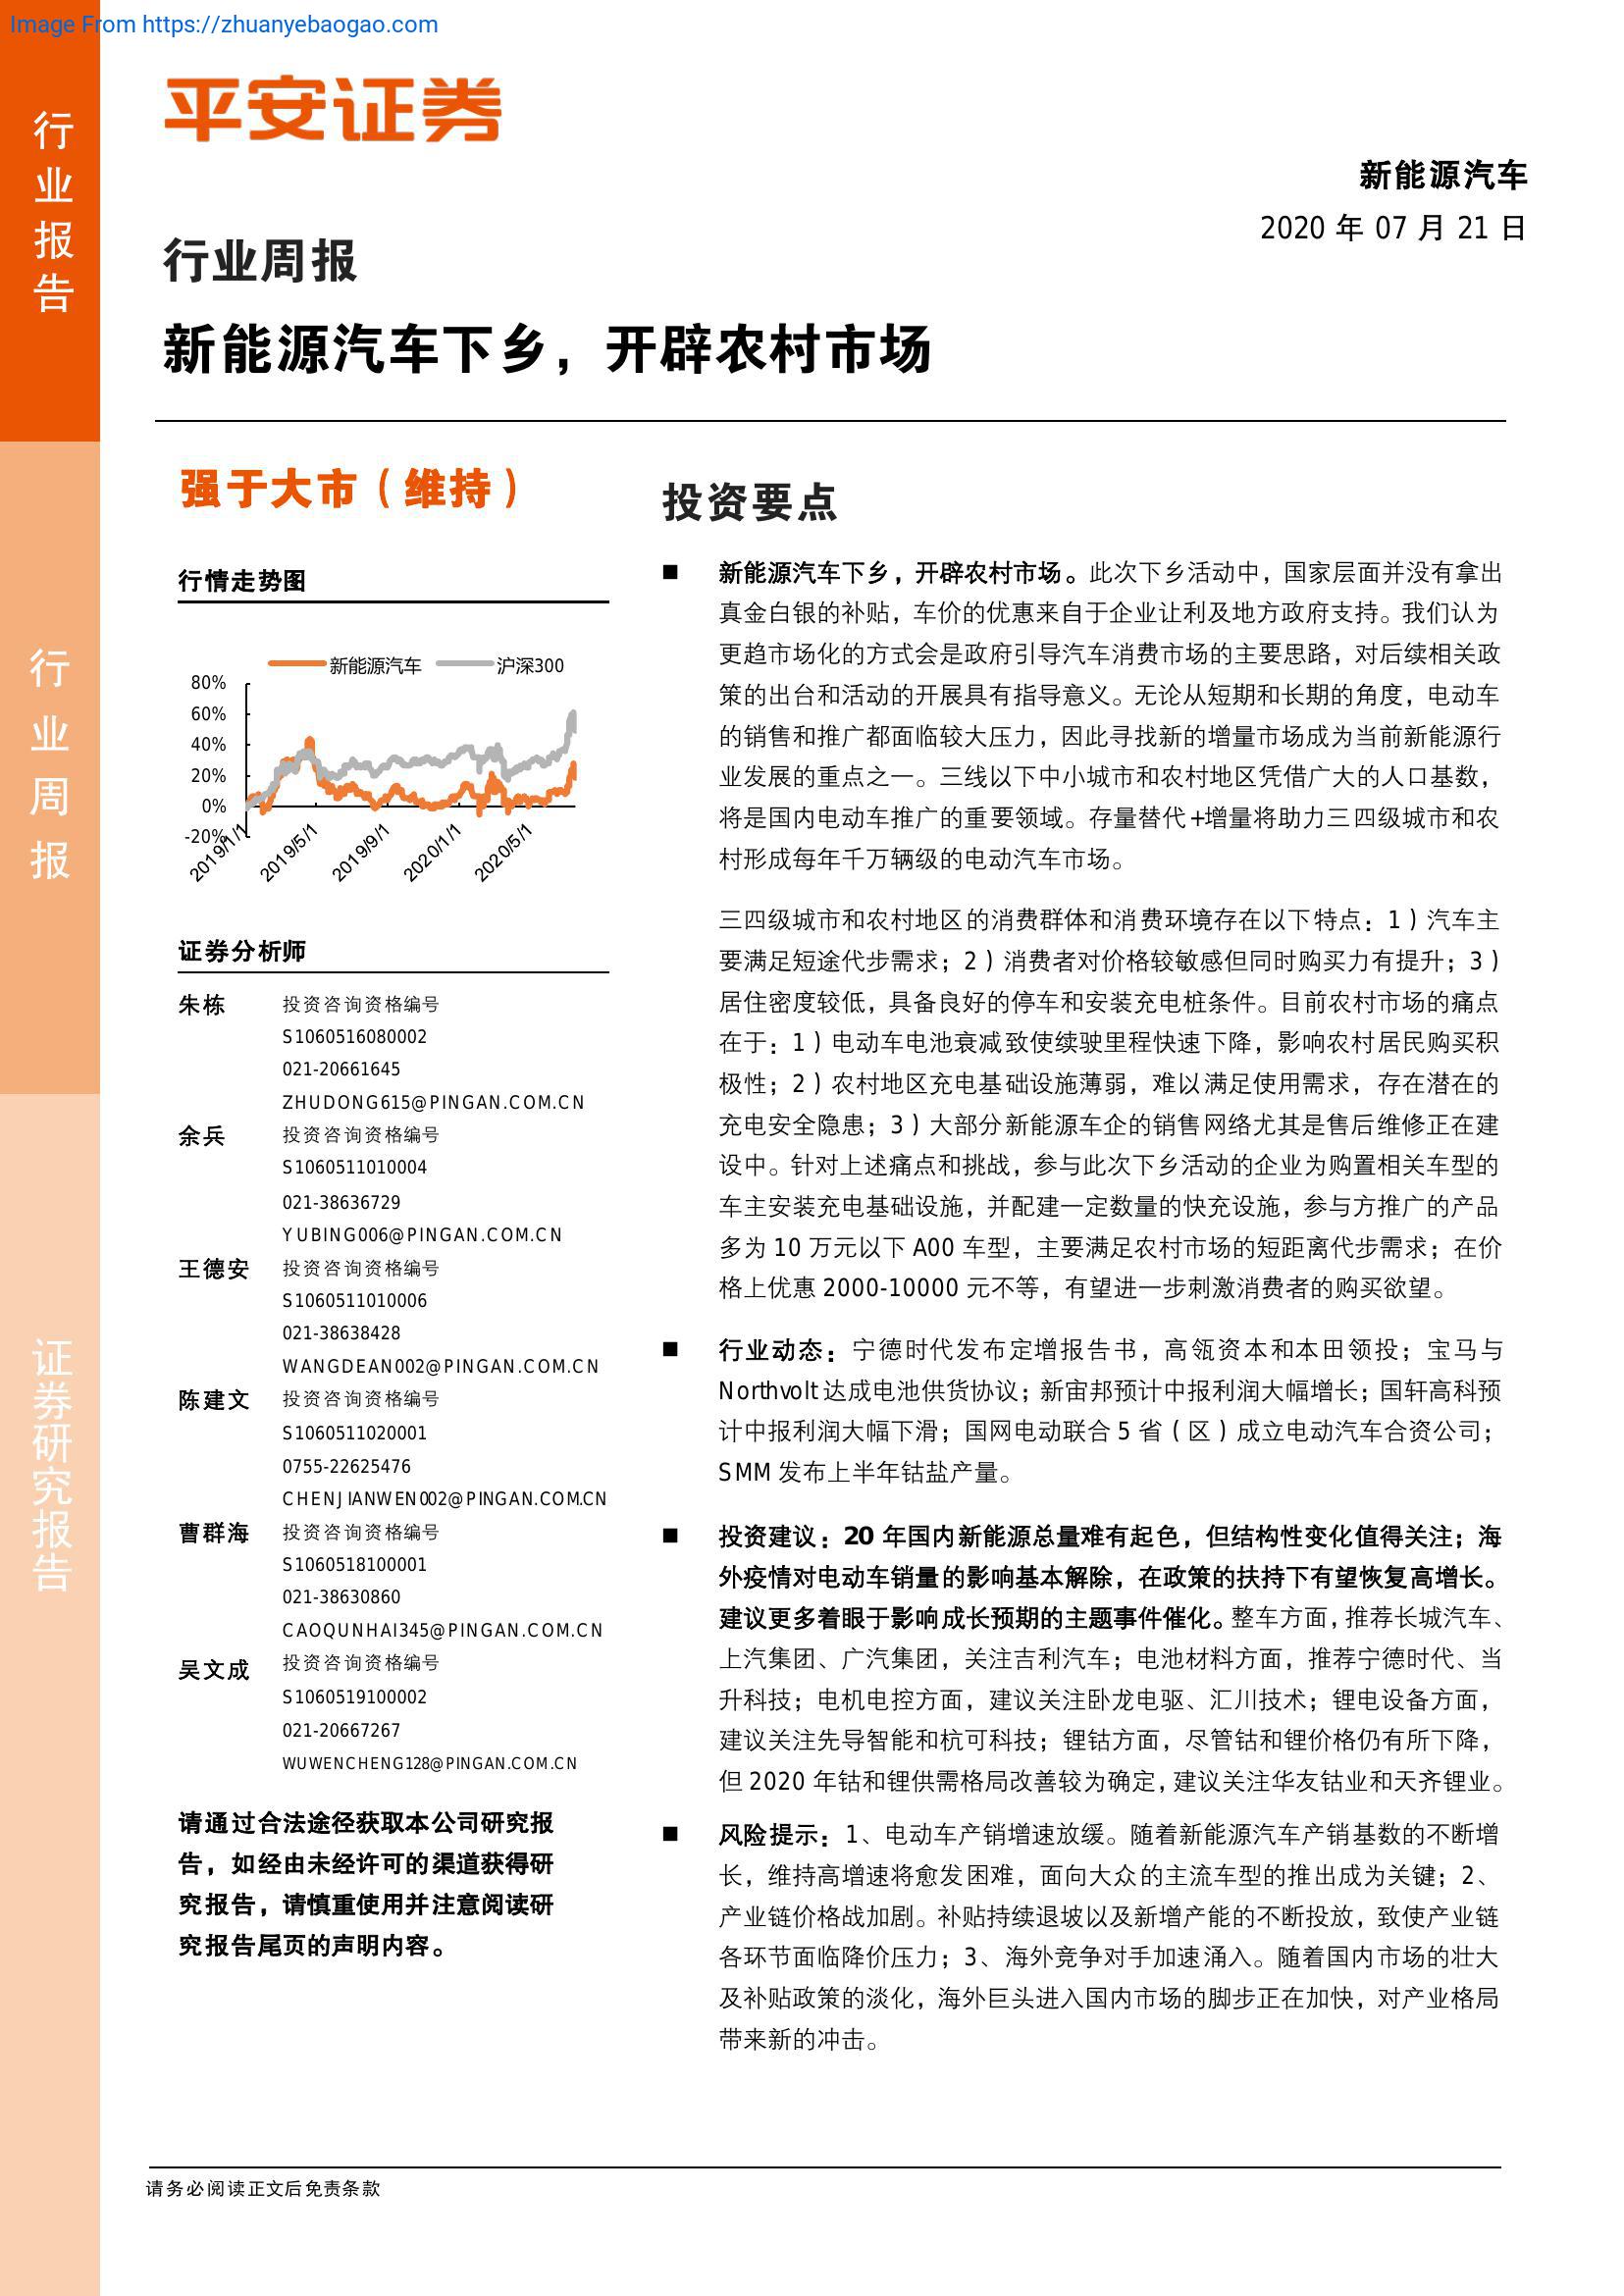 Image From https://zhuanyebaogao.com
行业报告
行业周报
证券研究报告
平安证券
新能源汽车
2020 年 07 月 21 日
行业周报
新能源汽车下乡，开辟农村市场
强于大市（维持）
行情走势图
新能源汽车 沪深300
80%
60%
40%
20%
0%
-20%
2019/1/1 2019/5/1 2019/9/1 2020/1/1 2020/5/1
证券分析师
朱栋 投资咨询资格编号
S1060516080002
021-20661645
ZHUDONG615@PINGAN.COM.CN
余兵 投资咨询资格编号
S1060511010004
021-38636729
YUBING006@PINGAN.COM.CN
王德安 投资咨询资格编号
S1060511010006
021-38638428
WANGDEAN002@PINGAN.COM.CN
陈建文 投资咨询资格编号
S1060511020001
0755-22625476
CHENJIANWEN002@PINGAN.COM.CN
曹群海 投资咨询资格编号
S1060518100001
021-38630860
CAOQUNHAI345@PINGAN.COM.CN
吴文成 投资咨询资格编号
S1060519100002
021-20667267
WUWENCHENG128@PINGAN.COM.CN
请通过合法途径获取本公司研究报
告，如经由未经许可的渠道获得研
究报告，请慎重使用并注意阅读研
究报告尾页的声明内容。
投资要点
■ 新能源汽车下乡，开辟农村市场。此次下乡活动中，国家层面并没有拿出
真金白银的补贴，车价的优惠来自于企业让利及地方政府支持。我们认为
更趋市场化的方式会是政府引导汽车消费市场的主要思路，对后续相关政
策的出台和活动的开展具有指导意义。无论从短期和长期的角度，电动车
的销售和推广都面临较大压力，因此寻找新的增量市场成为当前新能源行
业发展的重点之一。三线以下中小城市和农村地区凭借广大的人口基数，
将是国内电动车推广的重要领域。存量替代+增量将助力三四级城市和农
村形成每年千万辆级的电动汽车市场。
三四级城市和农村地区的消费群体和消费环境存在以下特点：1）汽车主
要满足短途代步需求；2）消费者对价格较敏感但同时购买力有提升；3）
居住密度较低，具备良好的停车和安装充电桩条件。目前农村市场的痛点
在于：1）电动车电池衰减致使续驶里程快速下降，影响农村居民购买积
极性；2）农村地区充电基础设施薄弱，难以满足使用需求，存在潜在的
充电安全隐患；3）大部分新能源车企的销售网络尤其是售后维修正在建
设中。针对上述痛点和挑战，参与此次下乡活动的企业为购置相关车型的
车主安装充电基础设施，并配建一定数量的快充设施，参与方推广的产品
多为 10 万元以下 A00 车型，主要满足农村市场的短距离代步需求；在价
格上优惠 2000-10000 元不等，有望进一步刺激消费者的购买欲望。
■ 行业动态：宁德时代发布定增报告书，高瓴资本和本田领投；宝马与
Northvolt 达成电池供货协议；新宙邦预计中报利润大幅增长；国轩高科预
计中报利润大幅下滑；国网电动联合 5 省（区）成立电动汽车合资公司；
SMM 发布上半年钴盐产量。
■ 投资建议：20 年国内新能源总量难有起色，但结构性变化值得关注；海
外疫情对电动车销量的影响基本解除，在政策的扶持下有望恢复高增长。
建议更多着眼于影响成长预期的主题事件催化。整车方面，推荐长城汽车、
上汽集团、广汽集团，关注吉利汽车；电池材料方面，推荐宁德时代、当
升科技；电机电控方面，建议关注卧龙电驱、汇川技术；锂电设备方面，
建议关注先导智能和杭可科技；锂钴方面，尽管钴和锂价格仍有所下降，
但 2020 年钴和锂供需格局改善较为确定，建议关注华友钴业和天齐锂业。
■ 风险提示：1、电动车产销增速放缓。随着新能源汽车产销基数的不断增
长，维持高增速将愈发困难，面向大众的主流车型的推出成为关键；2、
产业链价格战加剧。补贴持续退坡以及新增产能的不断投放，致使产业链
各环节面临降价压力；3、海外竞争对手加速涌入。随着国内市场的壮大
及补贴政策的淡化，海外巨头进入国内市场的脚步正在加快，对产业格局
带来新的冲击。
请务必阅读正文后免责条款